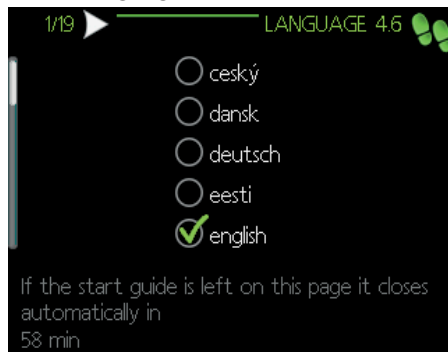 1/19 LANGUAGE 4.6
ceský
dansk
deutsch
eesti
english
If the start guide is left on this page it closes
automatically in
58 min